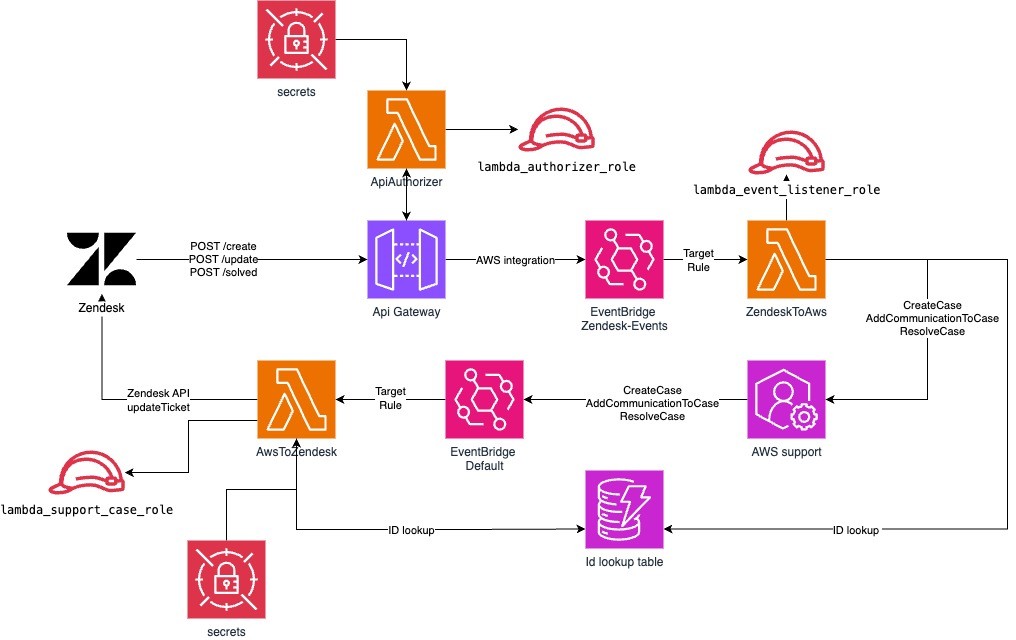 secrets
ApiAuthorizer
lambda_authorizer_role
lambda_event_listener_role
POST /create
POST /update
POST /solved
Zendesk
AWS integration
Api Gateway
Target
Rule
EventBridge
Zendesk-Events
ZendeskToAws
CreateCase
AddCommunicationToCase
ResolveCase
Zendesk API
updateTicket
AwsToZendesk
Target
Rule
EventBridge
Default
CreateCase
AddCommunicationToCase
ResolveCase
AWS support
lambda_support_case_role
ID lookup
ID lookup
Id lookup table
secrets